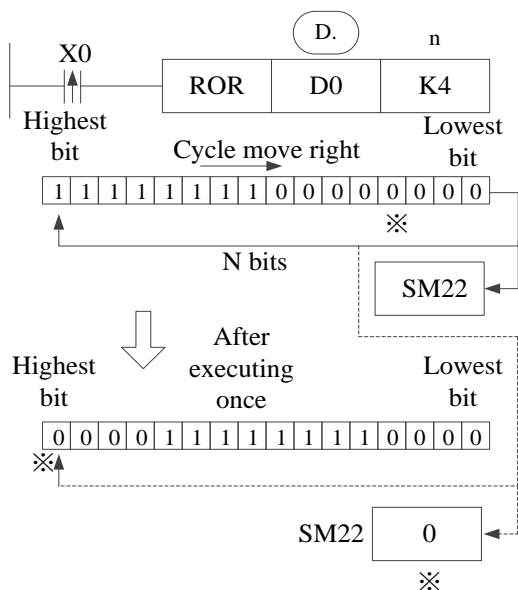 D.
X0 n
ROR D0 K4
Highest bit Lowest bit
Cycle move right
1 1 1 1 1 1 1 1 0 0 0 0 0 0 0 0
※
N bits
SM22
After executing once
Highest bit Lowest bit
0 0 0 0 1 1 1 1 1 1 1 1 0 0 0 0
※
SM22 0
※